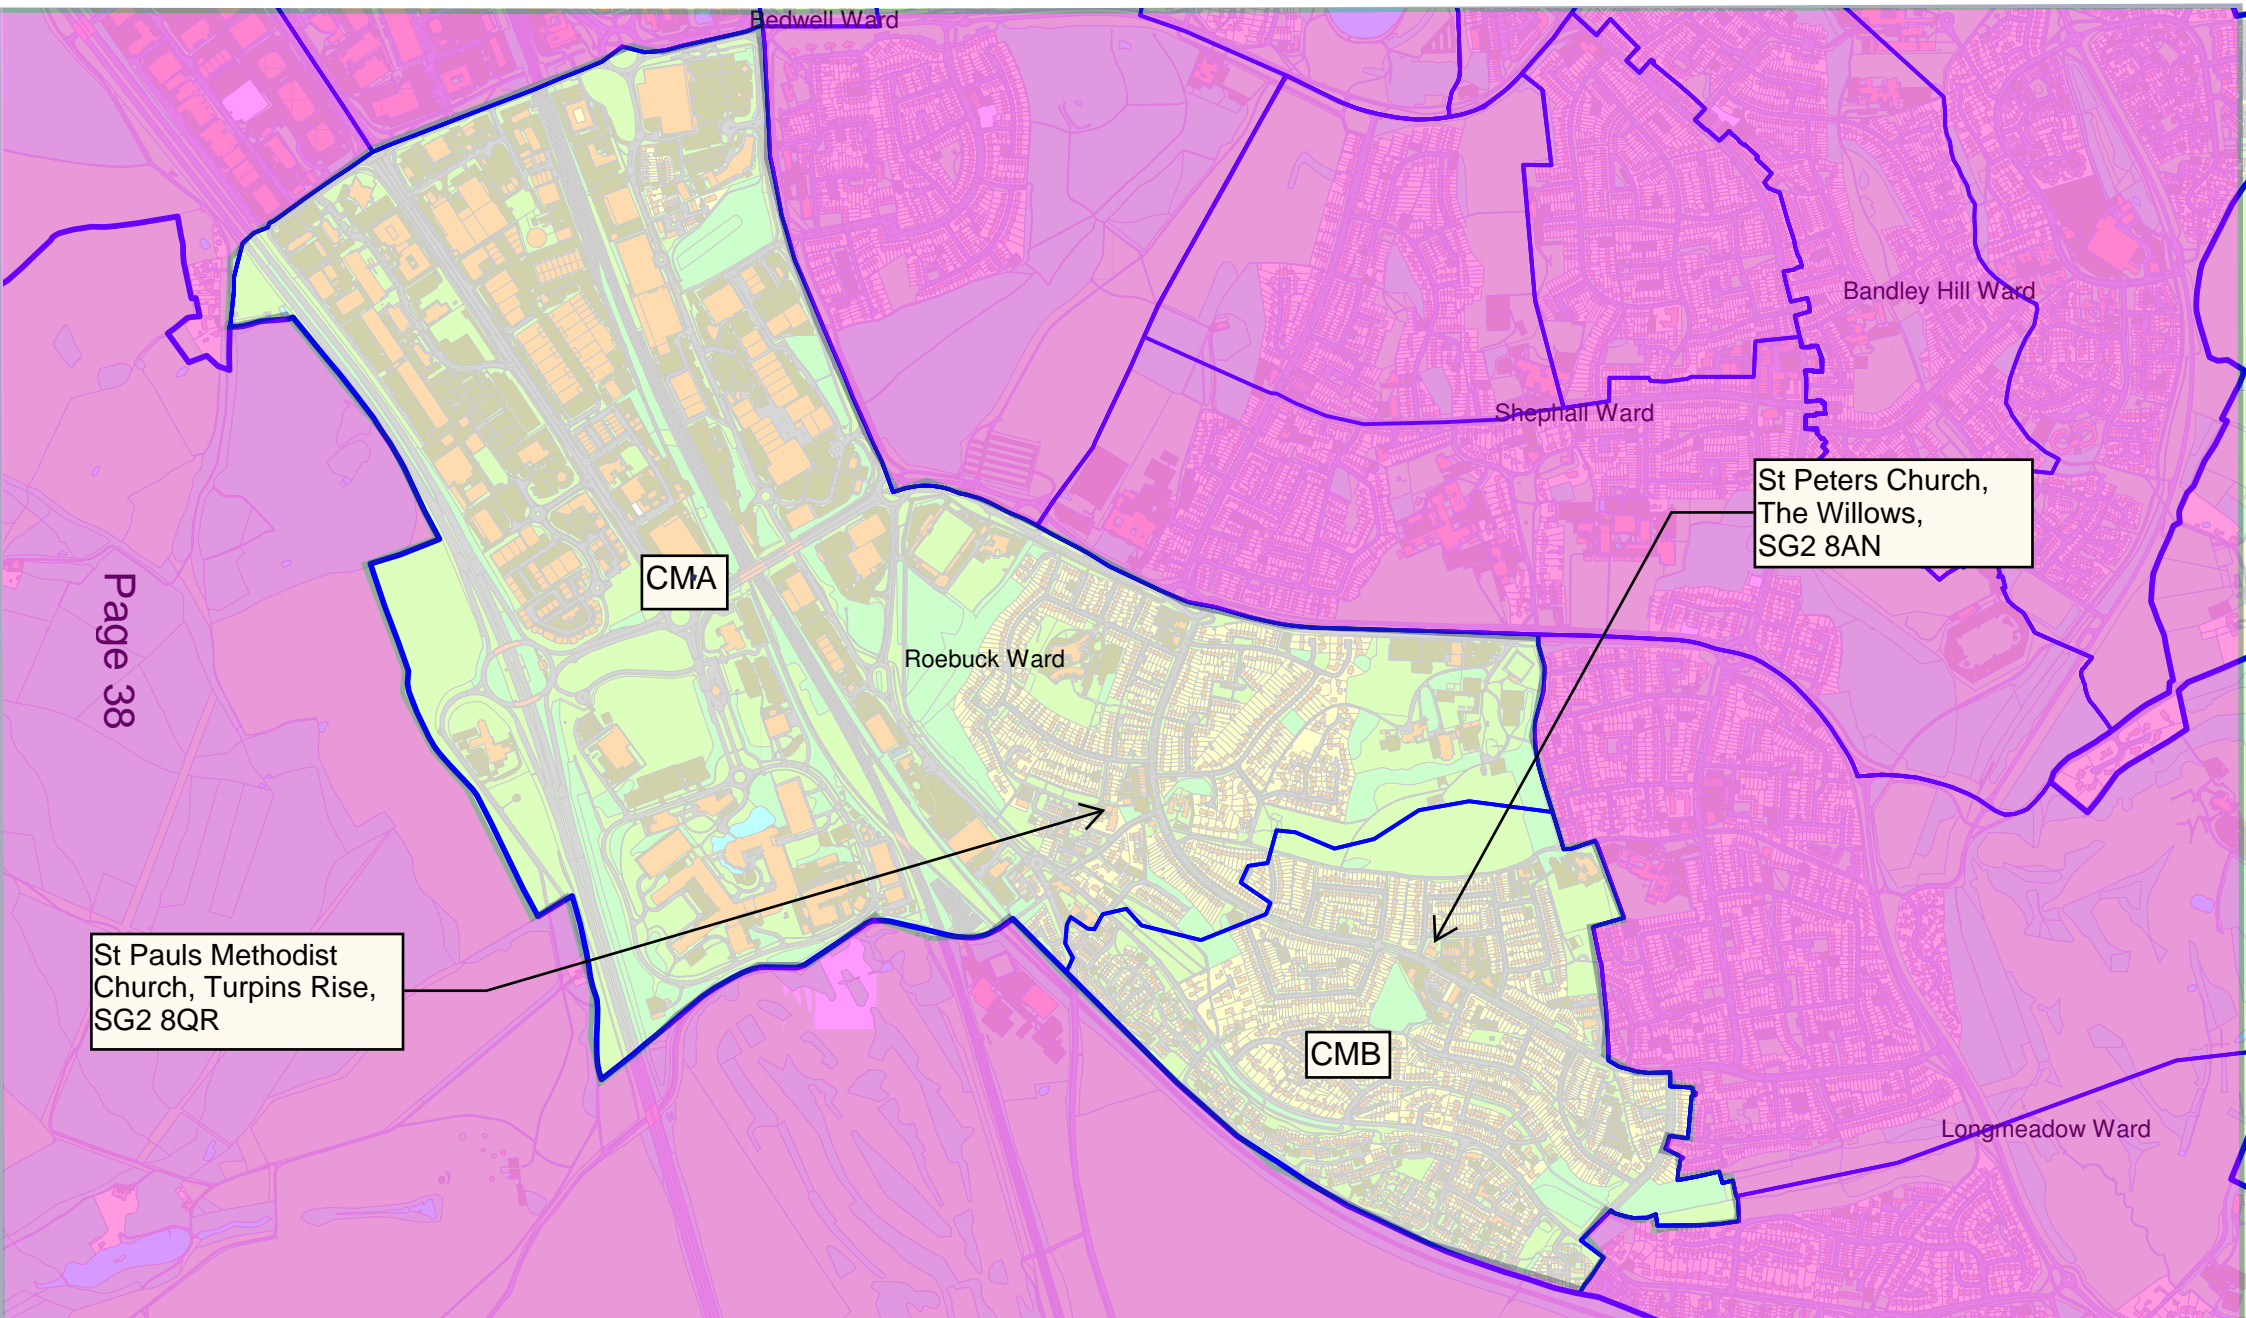 Bedwell Ward
Bandley Hill Ward
Shephall Ward
St Peters Church,
The Willows,
SG2 8AN
CMA
Page 38
Roebuck Ward
St Pauls Methodist
Church, Turpins Rise,
SG2 8QR
CMB
Longmeadow Ward